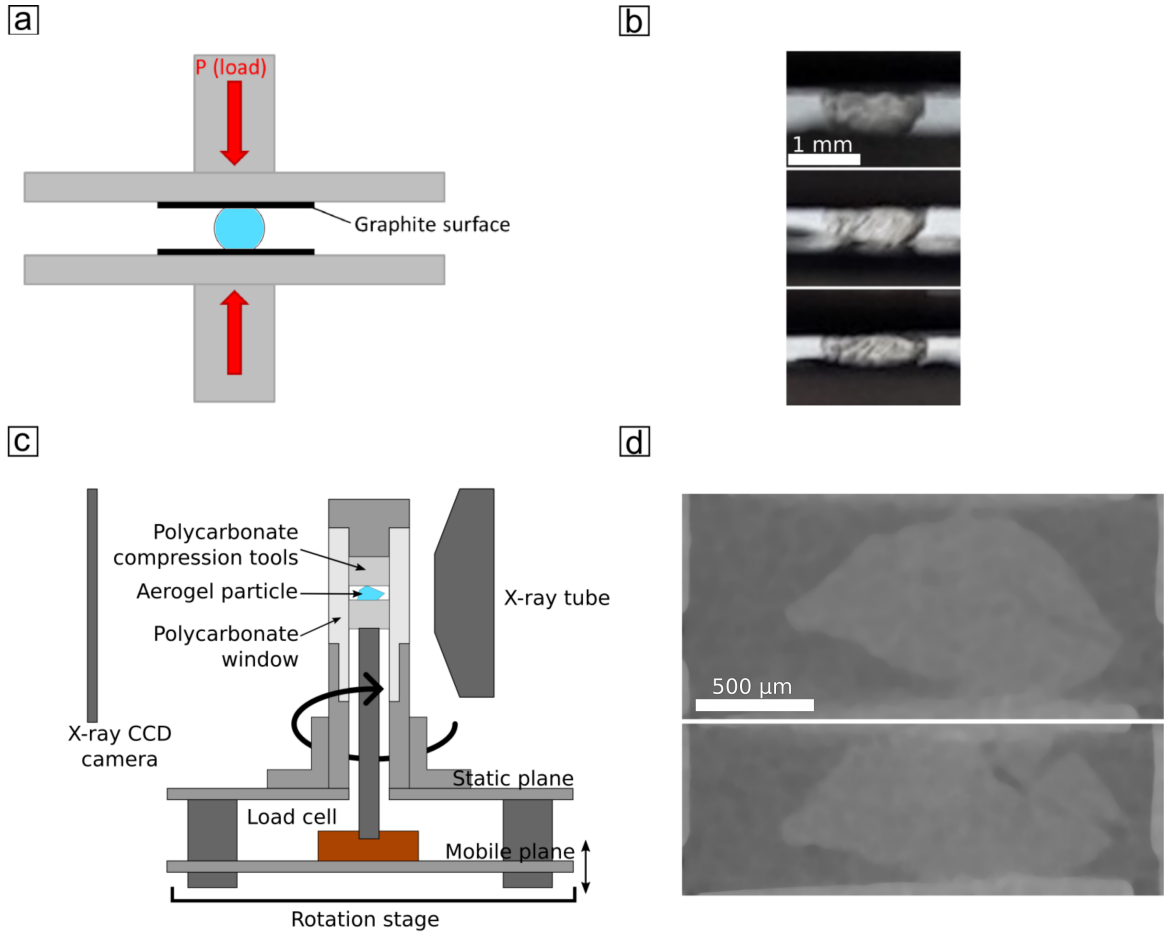 a
P (load)
Graphite surface
b
1 mm
c
Polycarbonate
compression tools
Aerogel particle
Polycarbonate
window
X-ray tube
X-ray CCD
camera
Static plane
Load cell
Mobile plane
Rotation stage
d
500 μm